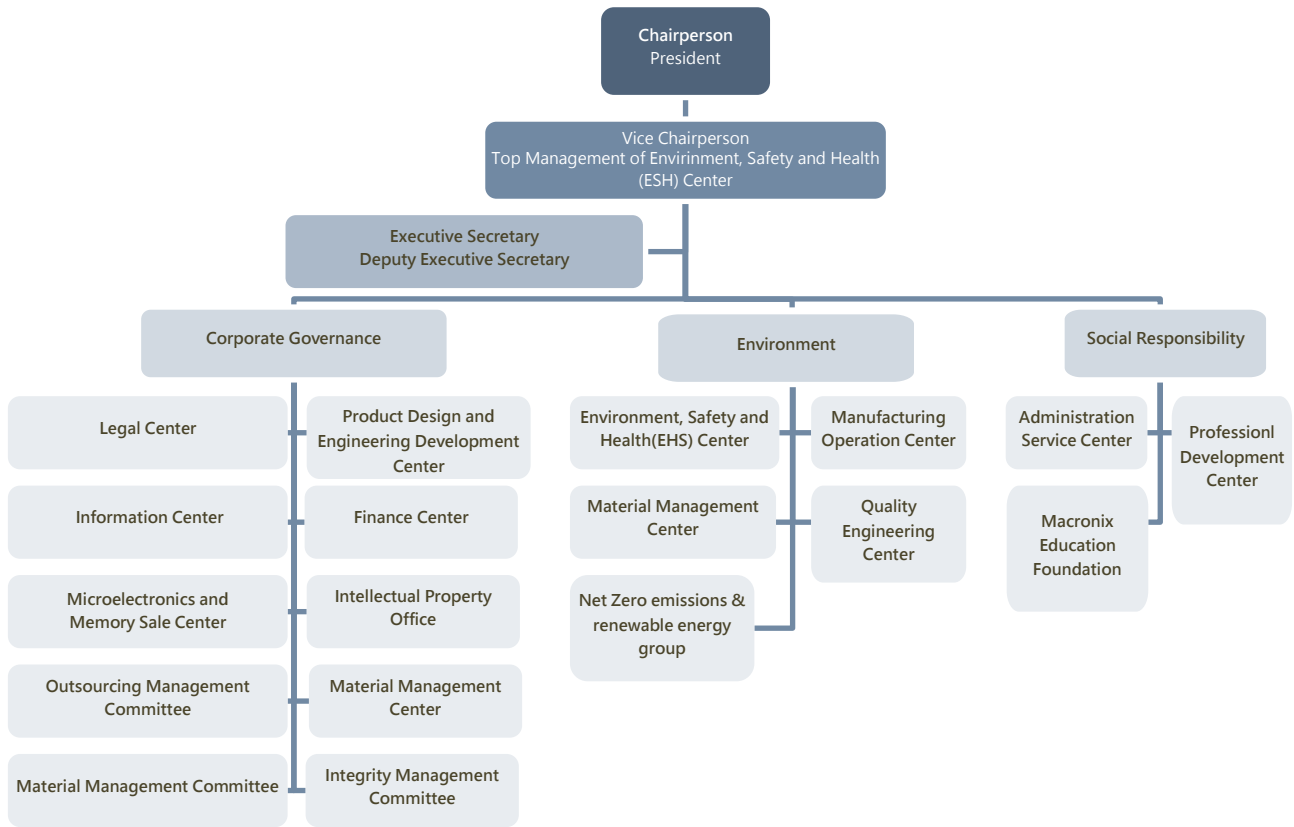 Chairperson
President
Vice Chairperson
Top Management of Envirinment, Safety and Health
(ESH) Center
Executive Secretary
Deputy Executive Secretary
Corporate Governance
Environment
Social Responsibility
Legal Center
Product Design and
Engineering Development
Center
Information Center
Finance Center
Microelectronics and
Memory Sale Center
Intellectual Property
Office
Outsourcing Management
Committee
Material Management
Center
Material Management Committee
Integrity Management
Committee
Environment, Safety and
Health(EHS) Center
Manufacturing
Operation Center
Material Management
Center
Quality
Engineering
Center
Net Zero emissions &
renewable energy
group
Administration
Service Center
Professionl
Development
Center
Macronix
Education
Foundation